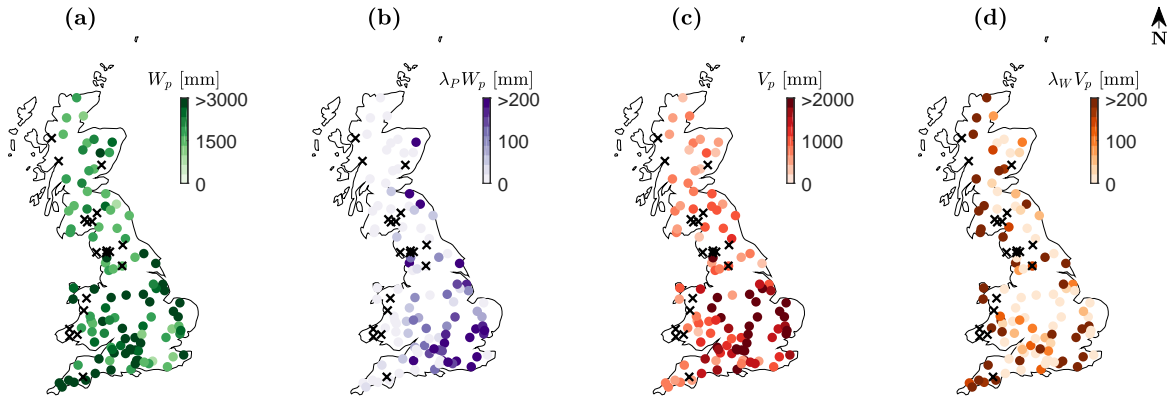 (a) (b) (c) (d)
N
W_p [mm] λ_P W_p [mm] V_p [mm] λ_W V_p [mm]
>3000 >200 >2000 >200
1500 100 1000 100
0 0 0 0